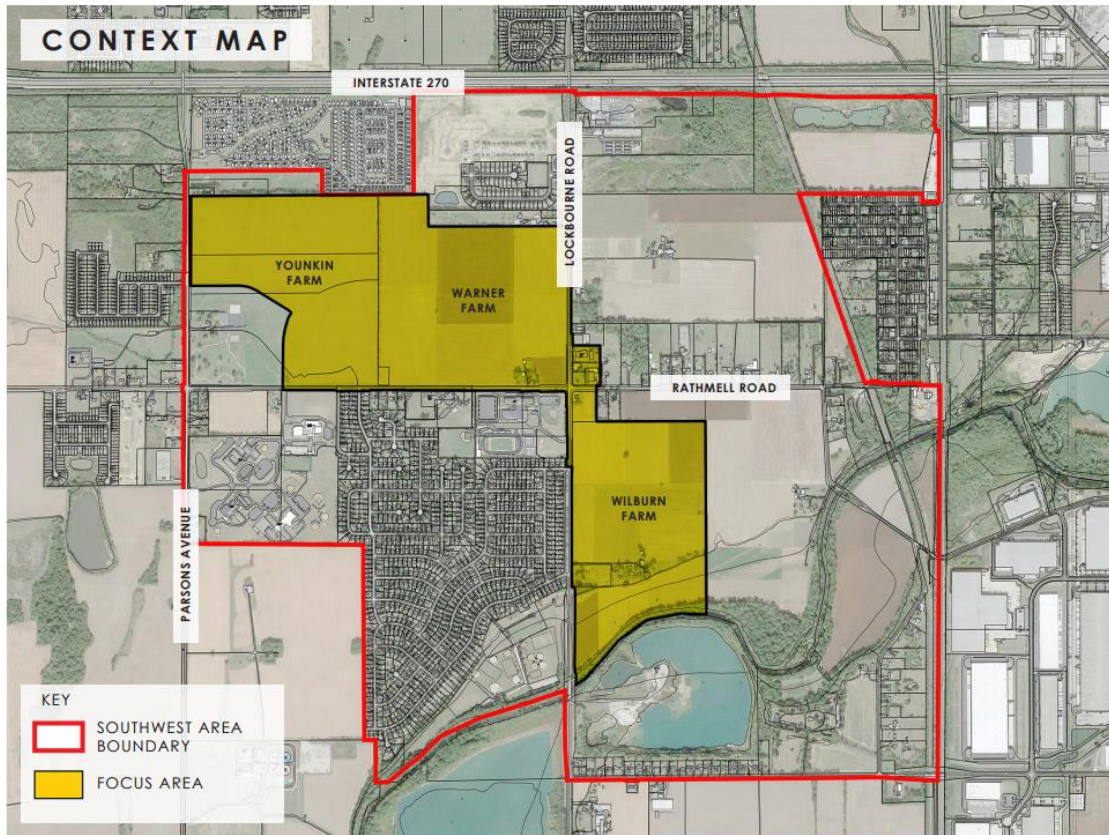 CONTEXT MAP
INTERSTATE 270
LOCKBOURNE ROAD
YOUNKIN
FARM
WARNER
FARM
RATHMELL ROAD
WILBURN
FARM
PARSONS AVENUE
KEY
SOUTHWEST AREA
BOUNDARY
FOCUS AREA